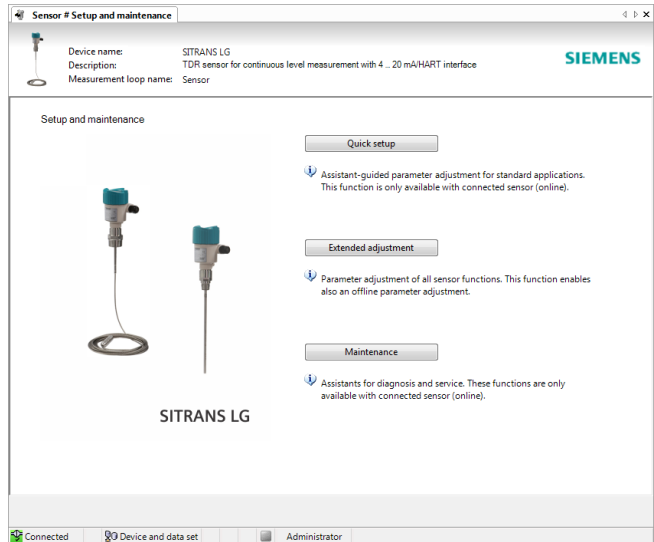 Sensor # Setup and maintenance
Device name: SITRANS LG
Description: TDR sensor for continuous level measurement with 4 .. 20 mA/HART interface
Measurement loop name: Sensor
SIEMENS
Setup and maintenance
Quick setup
Assistant-guided parameter adjustment for standard applications.
This function is only available with connected sensor (online).
Extended adjustment
Parameter adjustment of all sensor functions. This function enables
also an offline parameter adjustment.
Maintenance
Assistants for diagnosis and service. These functions are only
available with connected sensor (online).
SITRANS LG
Connected Device and data set Administrator